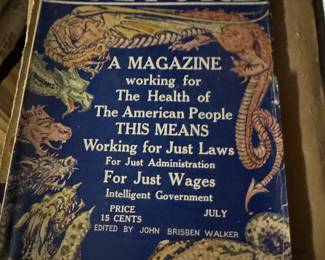 A MAGAZINE
working for
The Health of
The American People
THIS MEANS
Working for Just Laws
For Just Administration
For Just Wages
Intelligent Government
PRICE JULY
15 CENTS
EDITED BY JOHN BRISBEN WALKER